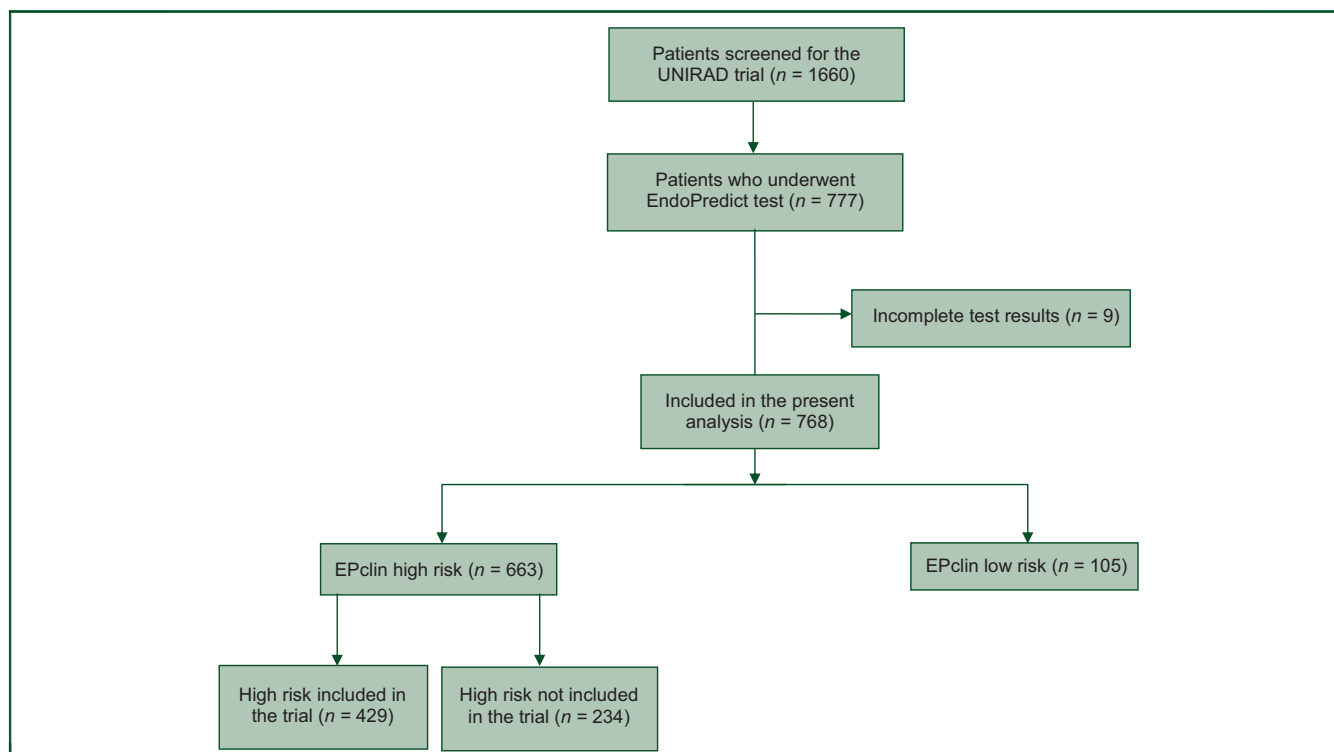 Patients screened for the
UNIRAD trial (n = 1660)
Patients who underwent
EndoPredict test (n = 777)
Incomplete test results (n = 9)
Included in the present
analysis (n = 768)
EPclin high risk (n = 663)
EPclin low risk (n = 105)
High risk included in
the trial (n = 429)
High risk not included
in the trial (n = 234)